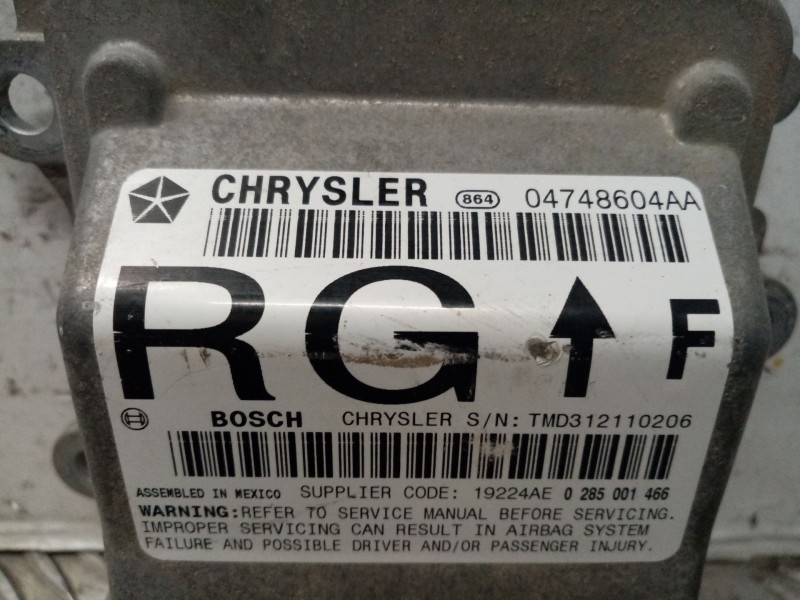 CHRYSLER 864 04748604AA
RG F
BOSCH CHRYSLER S/N: TMD312110206
ASSEMBLED IN MEXICO SUPPLIER CODE: 19224AE 0 285 001 466
WARNING:REFER TO SERVICE MANUAL BEFORE SERVICING.
IMPROPER SERVICING CAN RESULT IN AIRBAG SYSTEM
FAILURE AND POSSIBLE DRIVER AND/OR PASSENGER INJURY.